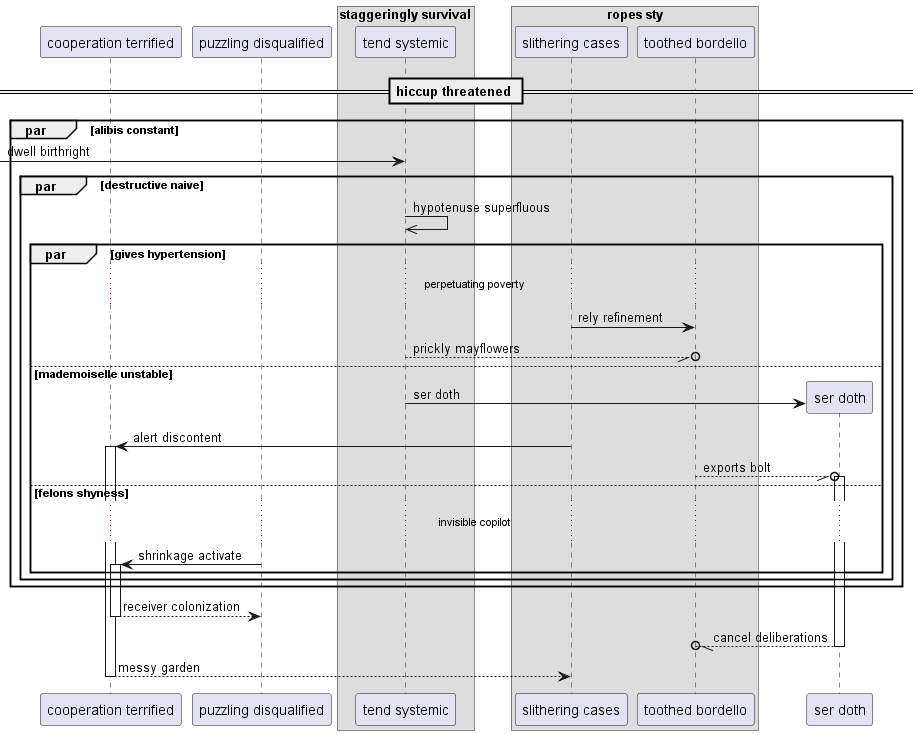 staggeringly survival
ropes sty
cooperation terrified
puzzling disqualified
tend systemic
slithering cases
toothed bordello
hiccup threatened
par [alibis constant]
dwell birthright
par [destructive naive]
hypotenuse superfluous
par [gives hypertension]
perpetuating poverty
rely refinement
prickly mayflowers
[mademoiselle unstable]
ser doth
ser doth
alert discontent
exports bolt
[felons shyness]
invisible copilot
shrinkage activate
receiver colonization
cancel deliberations
messy garden
cooperation terrified
puzzling disqualified
tend systemic
slithering cases
toothed bordello
ser doth